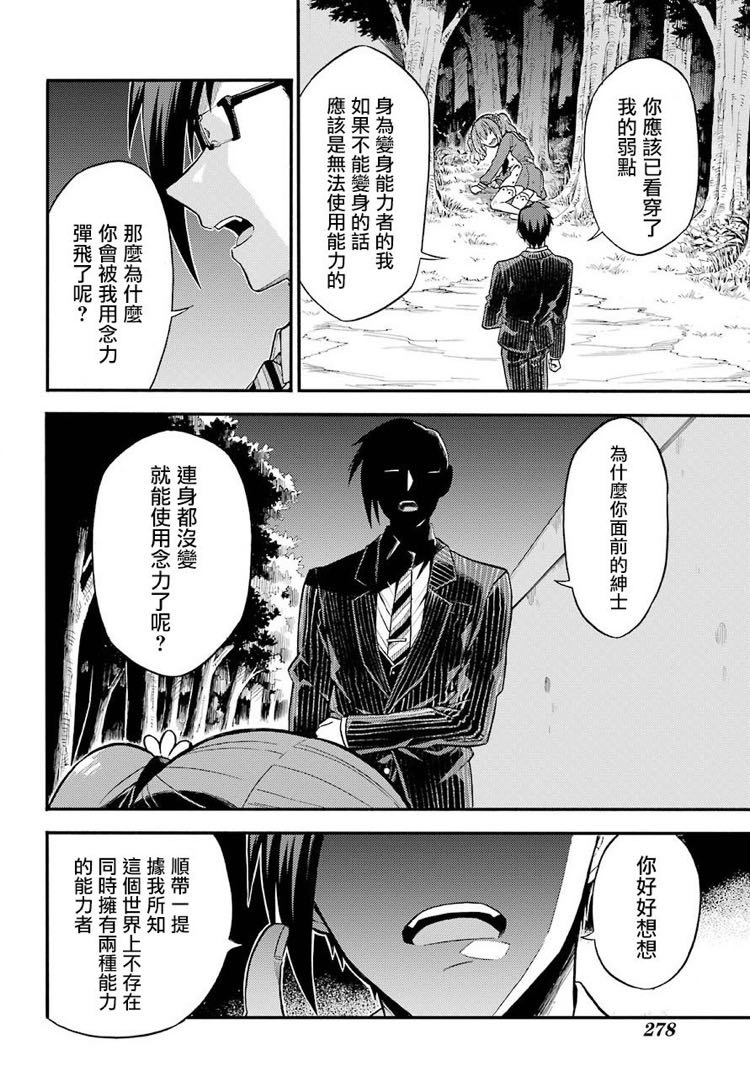 你應該已看穿了
我的弱點
身為變身能力者的我
如果不能變身的話
應該是無法使用能力的
那麼為什麼
你會被我用念力
彈飛了呢？
為什麼你面前的紳士
連身都沒變
就能使用念力了呢？
你好好想想
順帶一提
據我所知
這個世界上不存在
同時擁有兩種能力
的能力者
278